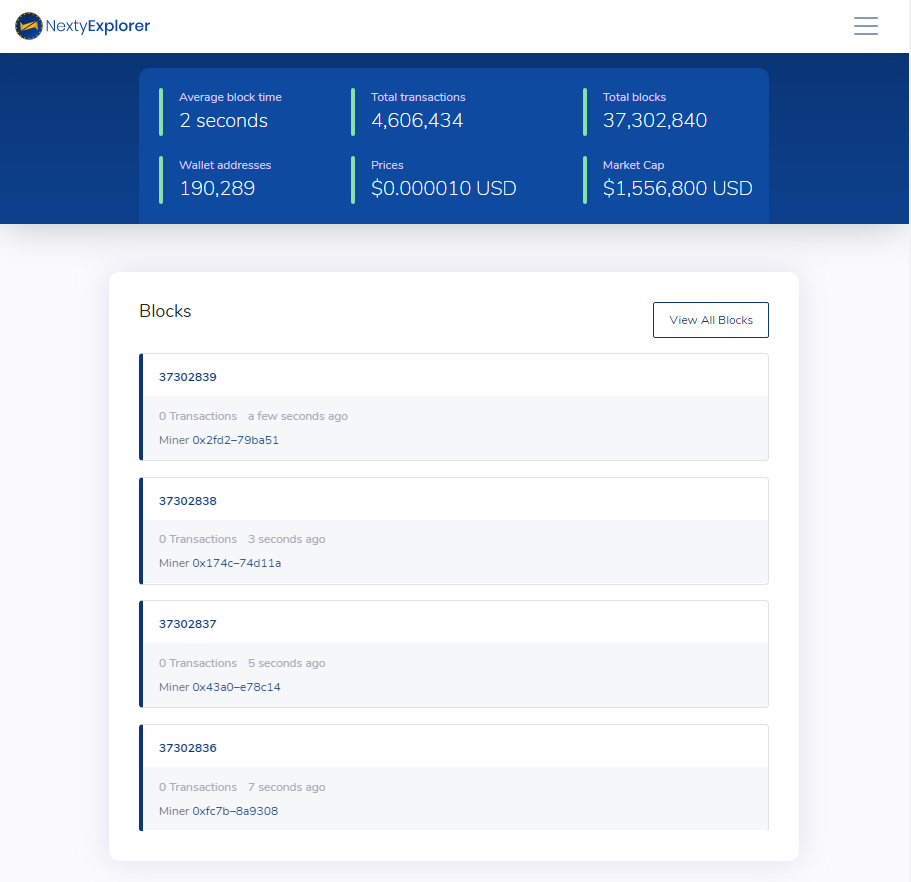 NextyExplorer
Average block time
2 seconds
Total transactions
4,606,434
Total blocks
37,302,840
Wallet addresses
190,289
Prices
$0.000010 USD
Market Cap
$1,556,800 USD
Blocks
View All Blocks
37302839
0 Transactions a few seconds ago
Miner 0x2fd2–79ba51
37302838
0 Transactions 3 seconds ago
Miner 0x174c–74d11a
37302837
0 Transactions 5 seconds ago
Miner 0x43a0–e78c14
37302836
0 Transactions 7 seconds ago
Miner 0xfc7b–8a9308